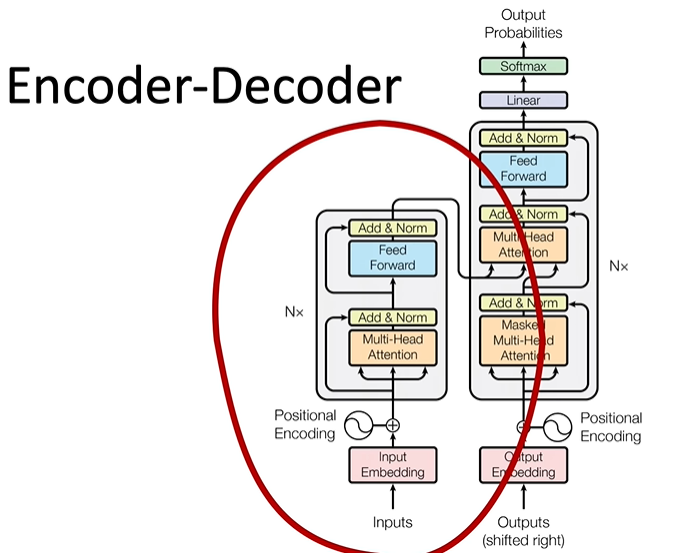 Encoder-Decoder
Output
Probabilities
Softmax
Linear
Add & Norm
Feed
Forward
Add & Norm
Multi-Head
Attention
Add & Norm
Masked
Multi-Head
Attention
Nx
Positional
Encoding
Output
Embedding
Outputs
(shifted right)
Add & Norm
Feed
Forward
Add & Norm
Multi-Head
Attention
Nx
Positional
Encoding
Input
Embedding
Inputs